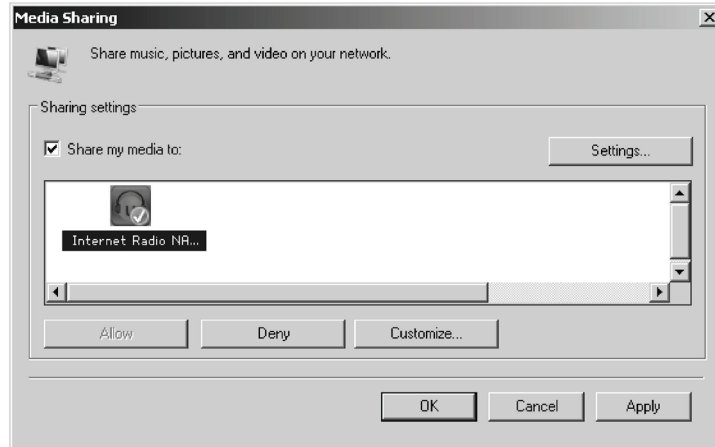 Media Sharing
Share music, pictures, and video on your network.
Sharing settings
Share my media to:
Settings...
Internet Radio NA...
Allow
Deny
Customize...
OK
Cancel
Apply